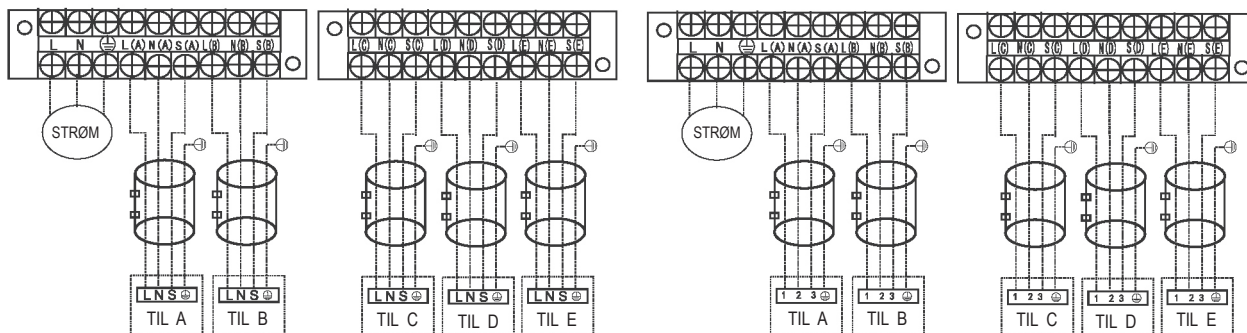 L N L(A) N(A) S(A) L(B) N(B) S(B)
L(C) N(C) S(C) L(D) N(D) S(D) L(E) N(E) S(E)
L N L(A) N(A) S(A) L(B) N(B) S(B)
L(C) N(C) S(C) L(D) N(D) S(D) L(E) N(E) S(E)
STRØM
STRØM
LNS
LNS
LNS
LNS
LNS
1 2 3
1 2 3
1 2 3
1 2 3
1 2 3
TIL A
TIL B
TIL C
TIL D
TIL E
TIL A
TIL B
TIL C
TIL D
TIL E